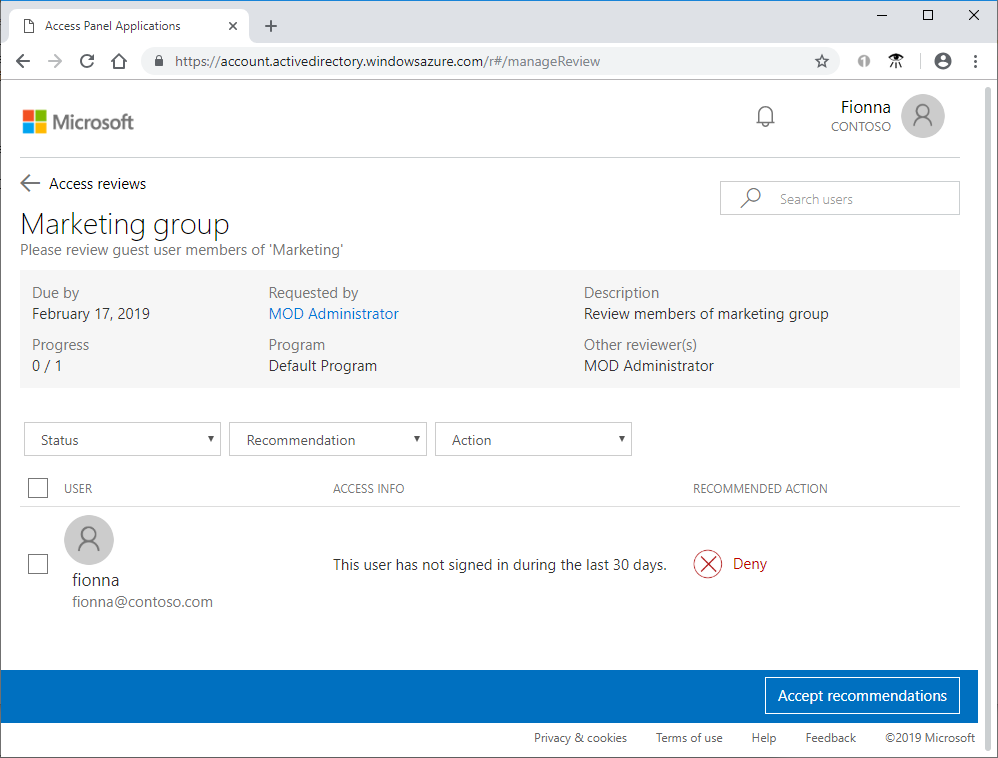 Access Panel Applications
https://account.activedirectory.windowsazure.com/r#/manageReview
Microsoft
Fionna
CONTOSO
Access reviews
Search users
Marketing group
Please review guest user members of 'Marketing'
Due by
February 17, 2019
Requested by
MOD Administrator
Description
Review members of marketing group
Progress
0 / 1
Program
Default Program
Other reviewer(s)
MOD Administrator
Status
Recommendation
Action
USER
ACCESS INFO
RECOMMENDED ACTION
fionna
fionna@contoso.com
This user has not signed in during the last 30 days.
Deny
Accept recommendations
Privacy & cookies
Terms of use
Help
Feedback
©2019 Microsoft